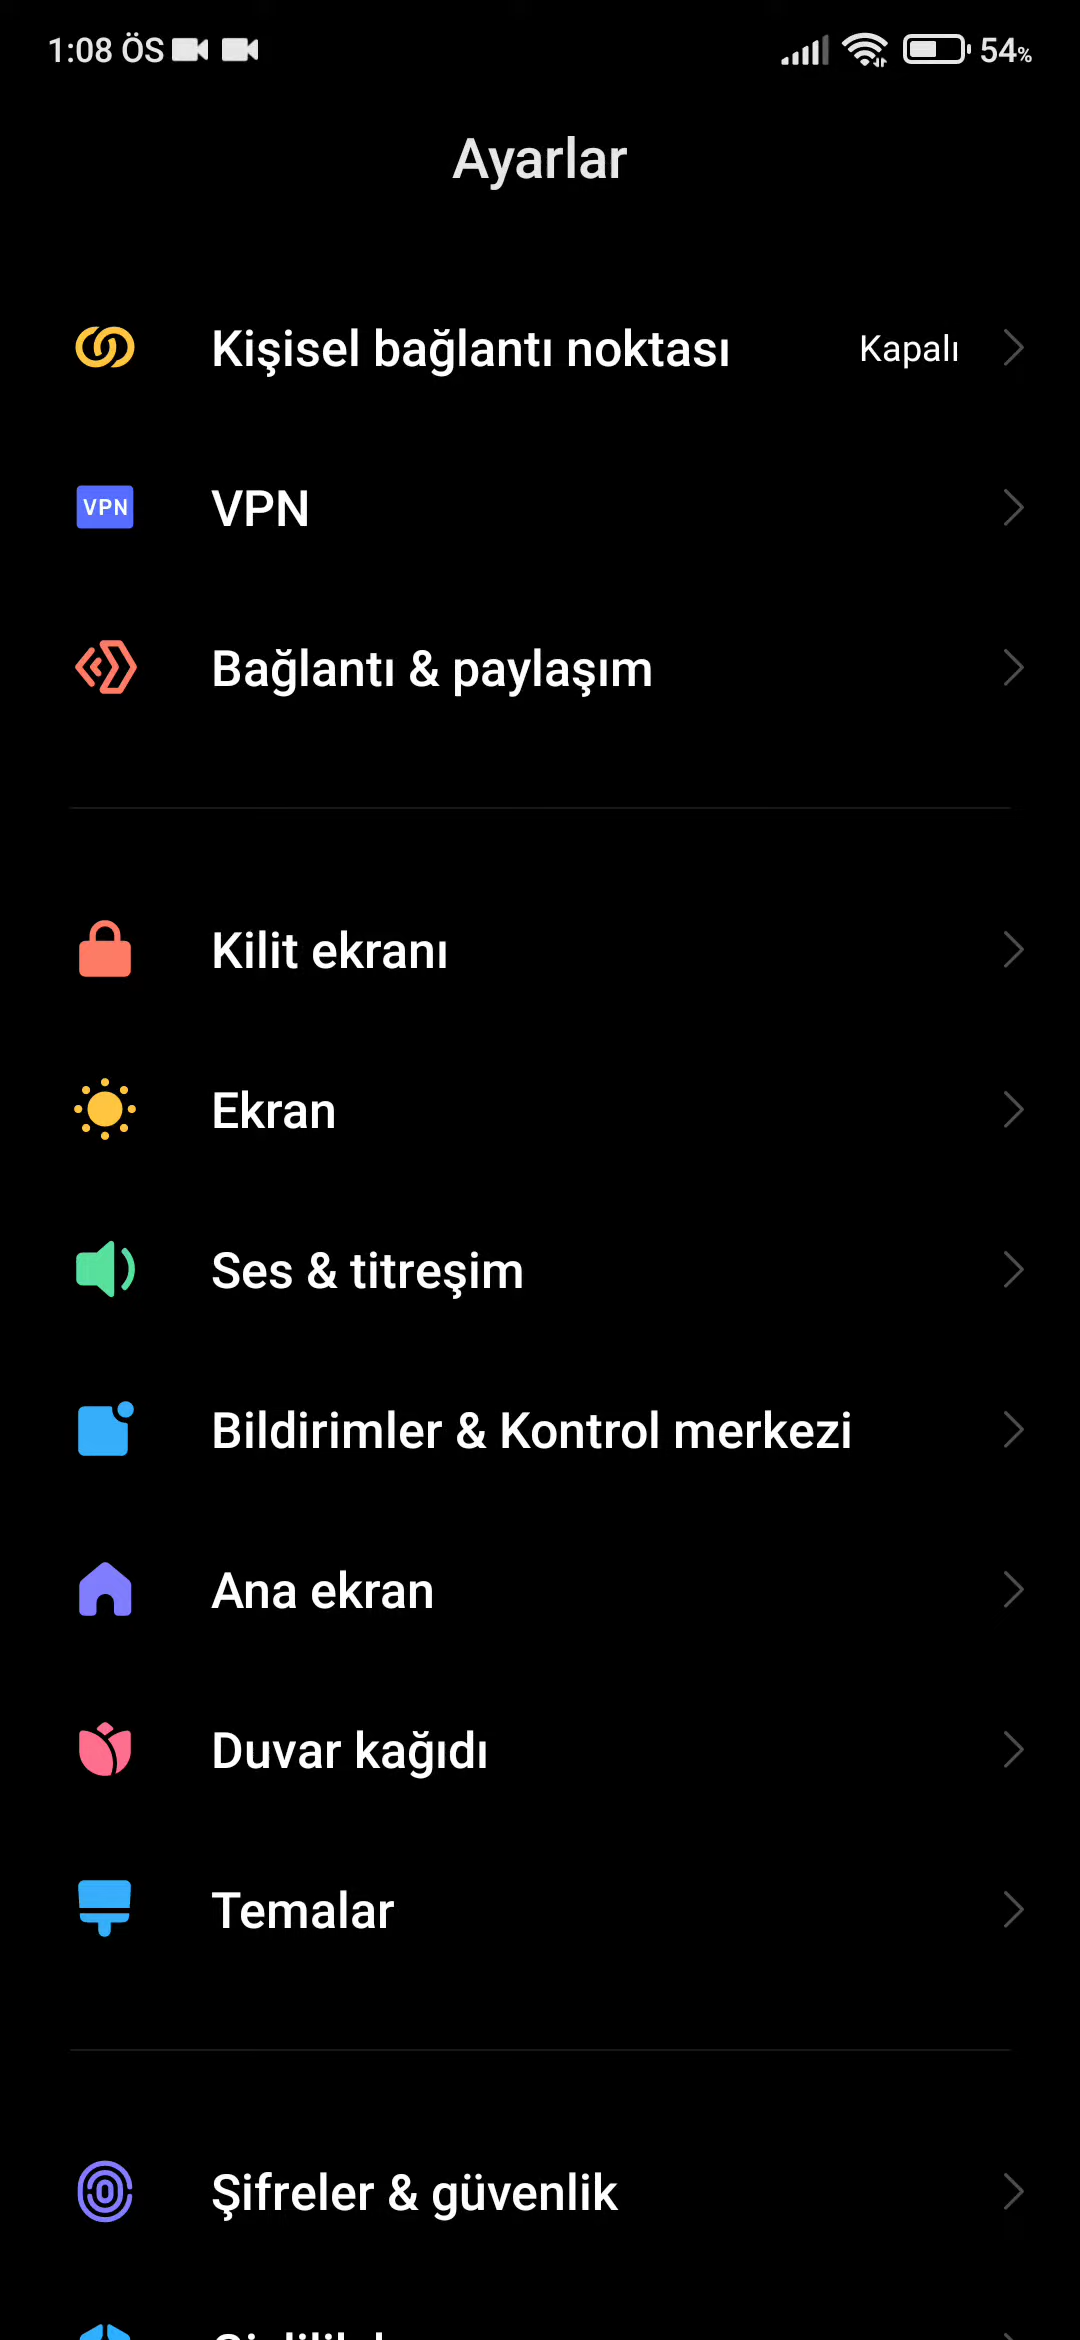 1:08 ÖS 54%
Ayarlar
Kişisel bağlantı noktası Kapalı
VPN VPN
Bağlantı & paylaşım
Kilit ekranı
Ekran
Ses & titreşim
Bildirimler & Kontrol merkezi
Ana ekran
Duvar kağıdı
Temalar
Şifreler & güvenlik